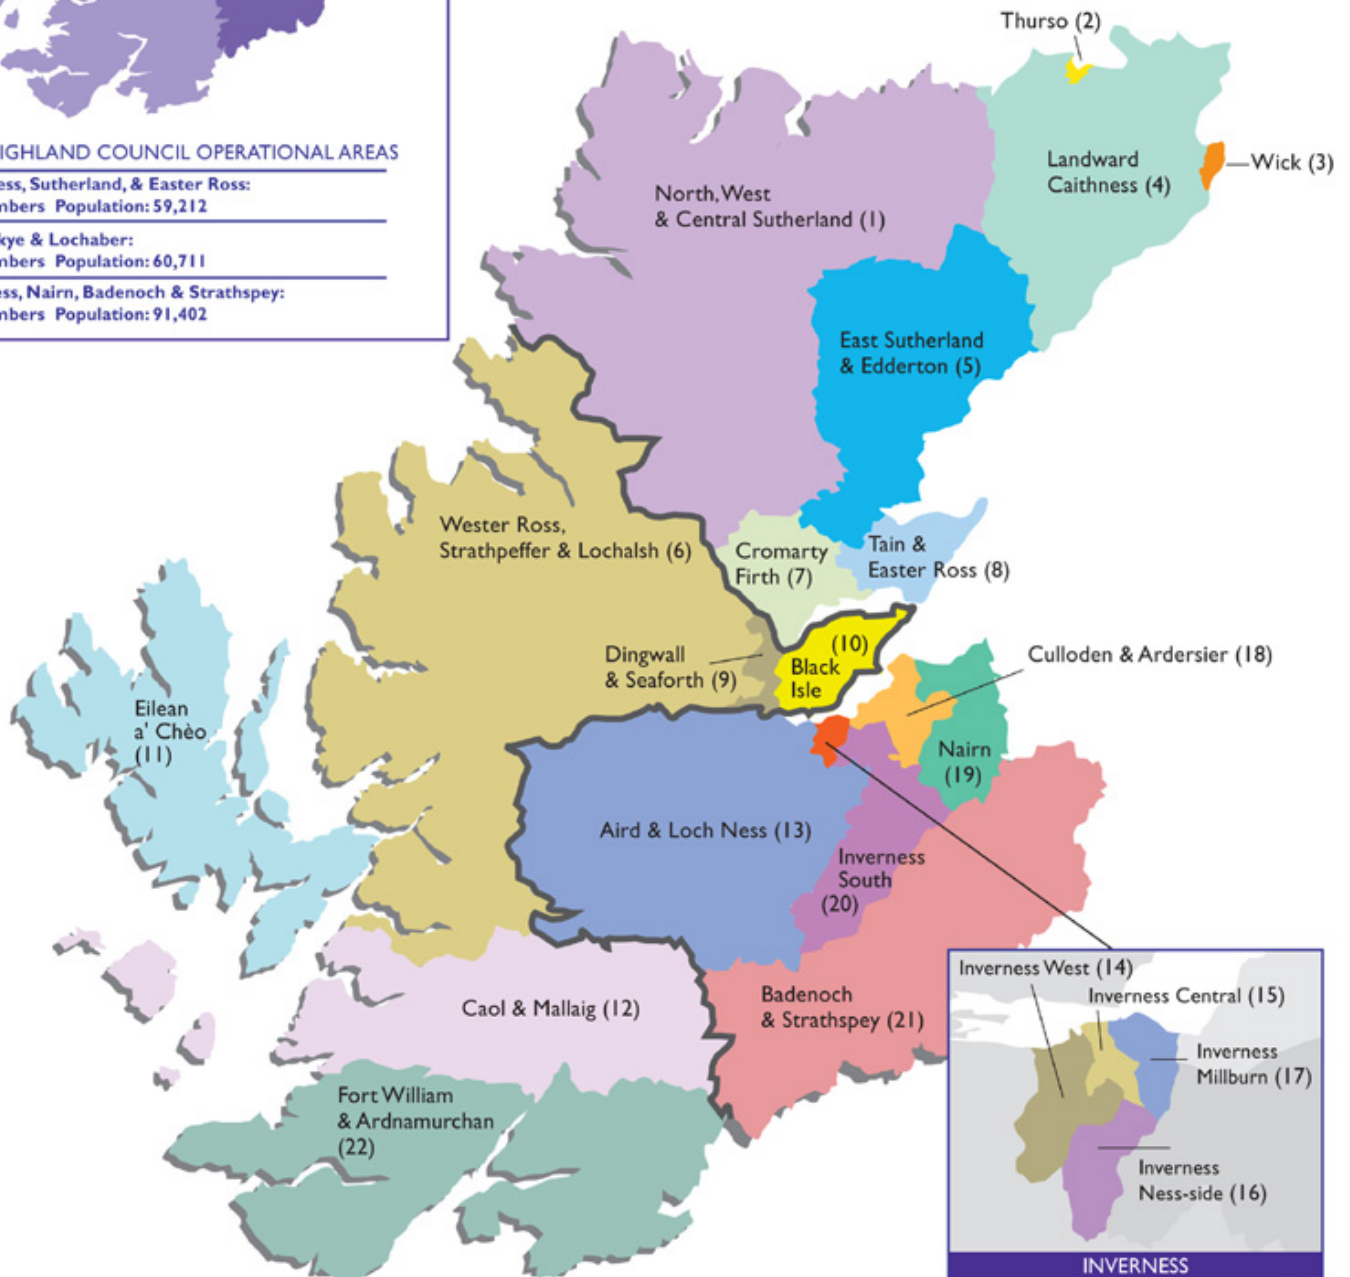 IGHLAND COUNCIL OPERATIONAL AREAS
ess, Sutherland, & Easter Ross:
mbers Population: 59,212
kye & Lochaber:
mbers Population: 60,711
ess, Nairn, Badenoch & Strathspey:
mbers Population: 91,402
Thurso (2)
Wick (3)
Landward
Caithness (4)
North, West
& Central Sutherland (1)
East Sutherland
& Edderton (5)
Wester Ross,
Strathpeffer & Lochalsh (6)
Cromarty
Firth (7)
Tain &
Easter Ross (8)
Dingwall
& Seaforth (9)
(10)
Black
Isle
Culloden & Ardersier (18)
Eilean
a' Chèo
(11)
Nairn
(19)
Aird & Loch Ness (13)
Inverness
South
(20)
Caol & Mallaig (12)
Badenoch
& Strathspey (21)
Fort William
& Ardnamurchan
(22)
Inverness West (14)
Inverness Central (15)
Inverness
Millburn (17)
Inverness
Ness-side (16)
INVERNESS